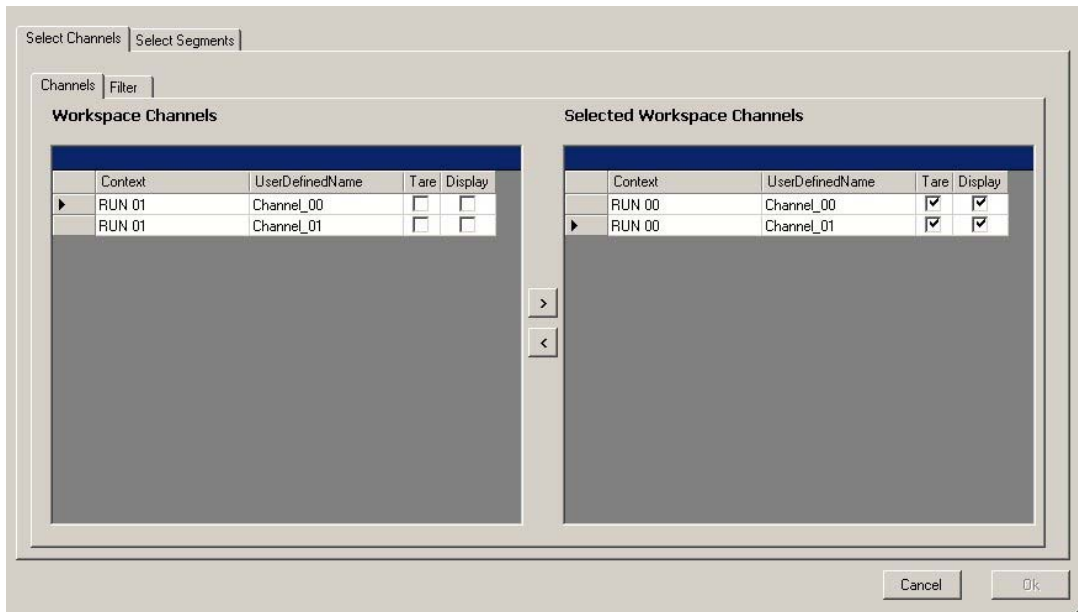 Select Channels Select Segments
Channels Filter
Workspace Channels Selected Workspace Channels
Context UserDefinedName Tare Display Context UserDefinedName Tare Display
RUN 01 Channel_00 RUN 00 Channel_00
RUN 01 Channel_01 RUN 00 Channel_01
>
<
Cancel Ok